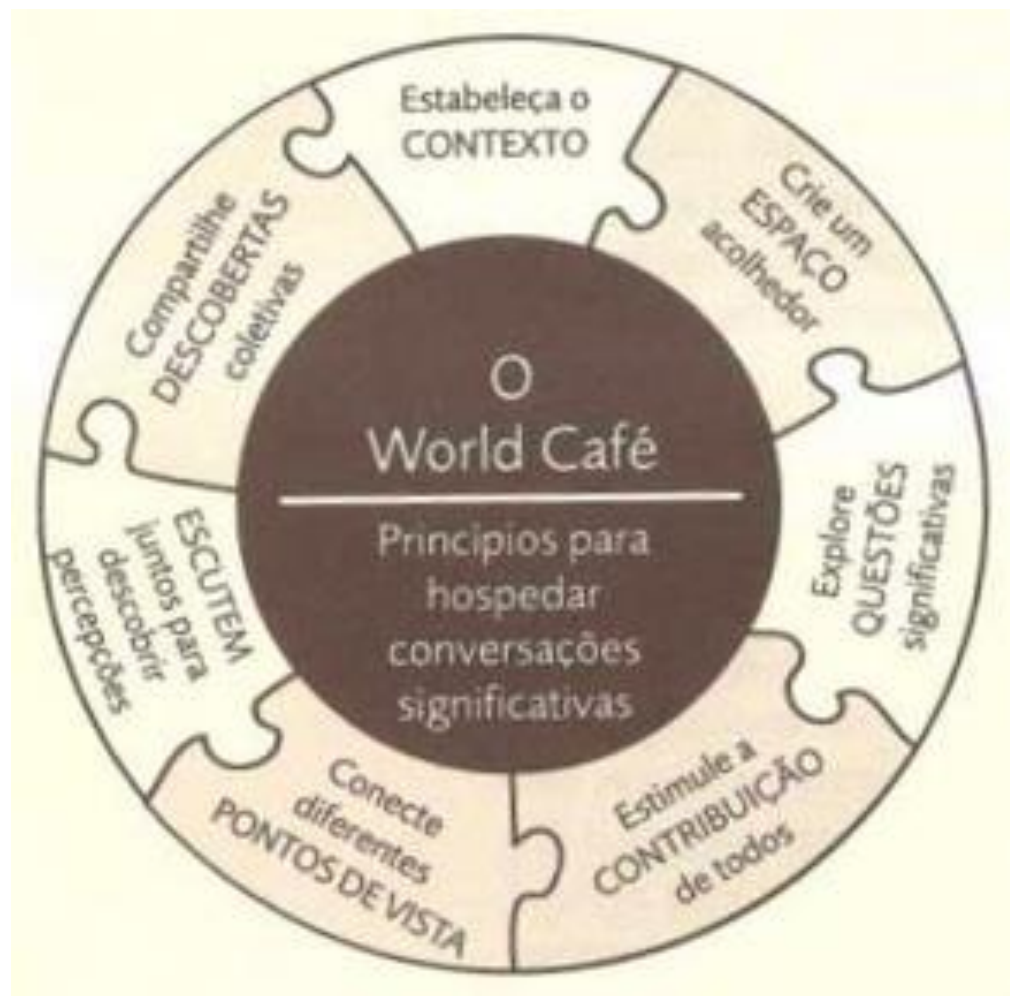 Estabeleça o
CONTEXTO
Crie um
ESPAÇO
acolhedor
Explore
QUESTÕES
significativas
Estimule a
CONTRIBUIÇÃO
de todos
Conecte
diferentes
PONTOS DE VISTA
ESCUTEM
juntos para
descobrir
percepções
Compartilhe
DESCOBERTAS
coletivas
O
World Café
Princípios para
hospedar
conversações
significativas